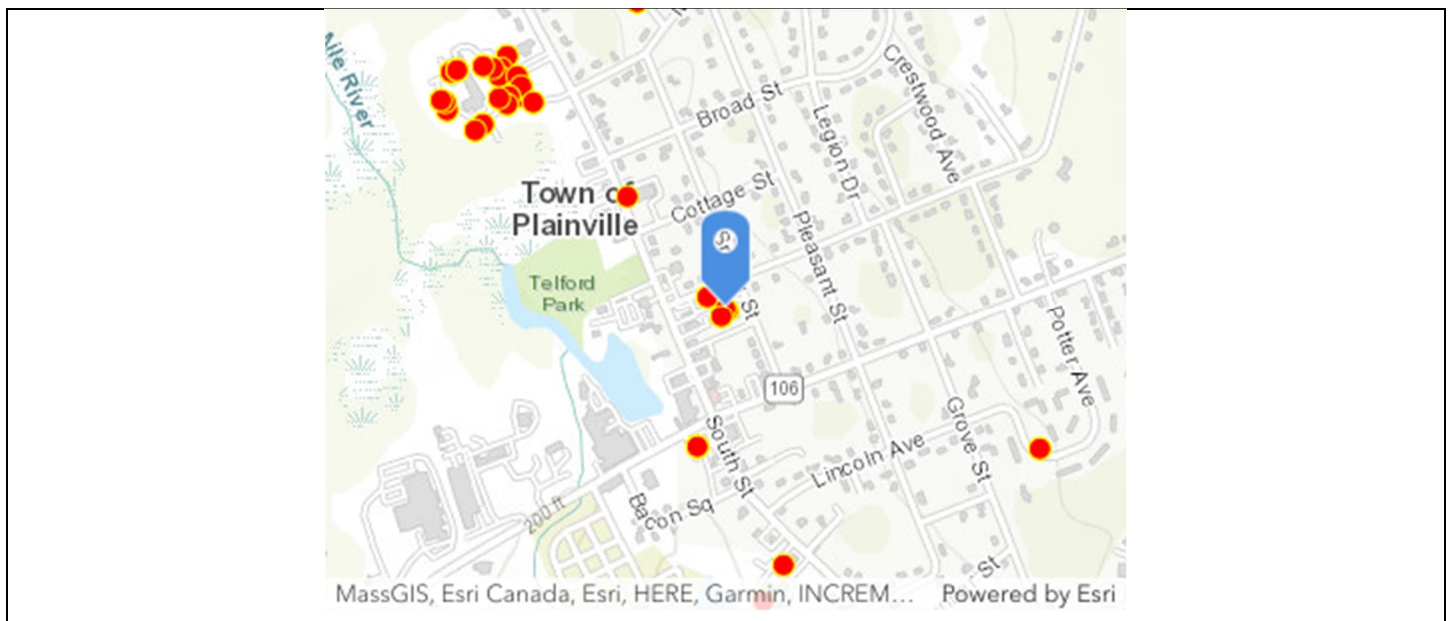 Broad St
Crestwood Ave
Legion Dr
Town of
Plainville
Cottage St
Pleasant St
St
Telford
Park
Potter Ave
106
South St
Grove St
Lincoln Ave
Bacon Sq
200 ft
St
MassGIS, Esri Canada, Esri, HERE, Garmin, INCREM...
Powered by Esri